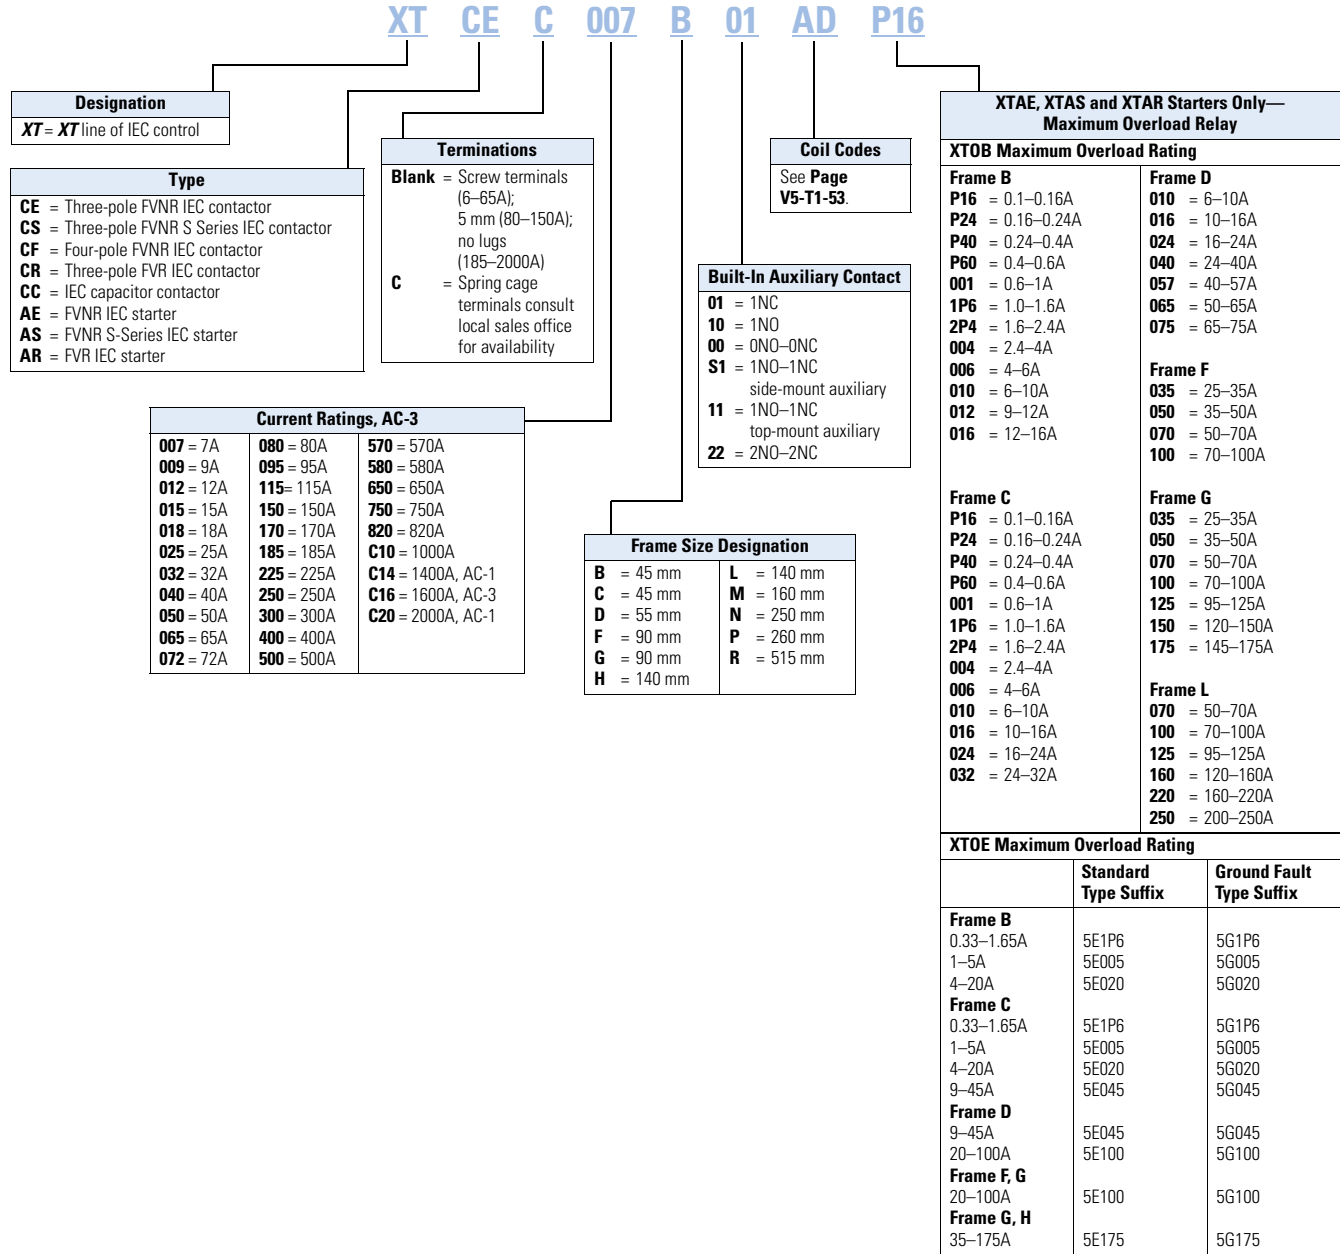 XT CE C 007 B 01 AD P16
Designation
XT = XT line of IEC control
Type
CE = Three-pole FVNR IEC contactor
CS = Three-pole FVNR S Series IEC contactor
CF = Four-pole FVNR IEC contactor
CR = Three-pole FVR IEC contactor
CC = IEC capacitor contactor
AE = FVNR IEC starter
AS = FVNR S-Series IEC starter
AR = FVR IEC starter
Terminations
Blank = Screw terminals
(6–65A);
5 mm (80–150A);
no lugs
(185–2000A)
C = Spring cage
terminals consult
local sales office
for availability
Current Ratings, AC-3
007 = 7A
009 = 9A
012 = 12A
015 = 15A
018 = 18A
025 = 25A
032 = 32A
040 = 40A
050 = 50A
065 = 65A
072 = 72A
080 = 80A
095 = 95A
115= 115A
150 = 150A
170 = 170A
185 = 185A
225 = 225A
250 = 250A
300 = 300A
400 = 400A
500 = 500A
570 = 570A
580 = 580A
650 = 650A
750 = 750A
820 = 820A
C10 = 1000A
C14 = 1400A, AC-1
C16 = 1600A, AC-3
C20 = 2000A, AC-1
Frame Size Designation
B = 45 mm
C = 45 mm
D = 55 mm
F = 90 mm
G = 90 mm
H = 140 mm
L = 140 mm
M = 160 mm
N = 250 mm
P = 260 mm
R = 515 mm
Built-In Auxiliary Contact
01 = 1NC
10 = 1NO
00 = 0NO–0NC
S1 = 1NO–1NC
side-mount auxiliary
11 = 1NO–1NC
top-mount auxiliary
22 = 2NO–2NC
Coil Codes
See Page
V5-T1-53.
XTAE, XTAS and XTAR Starters Only—
Maximum Overload Relay
XTOB Maximum Overload Rating
Frame B
P16 = 0.1–0.16A
P24 = 0.16–0.24A
P40 = 0.24–0.4A
P60 = 0.4–0.6A
001 = 0.6–1A
1P6 = 1.0–1.6A
2P4 = 1.6–2.4A
004 = 2.4–4A
006 = 4–6A
010 = 6–10A
012 = 9–12A
016 = 12–16A
Frame C
P16 = 0.1–0.16A
P24 = 0.16–0.24A
P40 = 0.24–0.4A
P60 = 0.4–0.6A
001 = 0.6–1A
1P6 = 1.0–1.6A
2P4 = 1.6–2.4A
004 = 2.4–4A
006 = 4–6A
010 = 6–10A
016 = 10–16A
024 = 16–24A
032 = 24–32A
Frame D
010 = 6–10A
016 = 10–16A
024 = 16–24A
040 = 24–40A
057 = 40–57A
065 = 50–65A
075 = 65–75A
Frame F
035 = 25–35A
050 = 35–50A
070 = 50–70A
100 = 70–100A
Frame G
035 = 25–35A
050 = 35–50A
070 = 50–70A
100 = 70–100A
125 = 95–125A
150 = 120–150A
175 = 145–175A
Frame L
070 = 50–70A
100 = 70–100A
125 = 95–125A
160 = 120–160A
220 = 160–220A
250 = 200–250A
XTOE Maximum Overload Rating
Standard
Type Suffix
Ground Fault
Type Suffix
Frame B
0.33–1.65A 5E1P6 5G1P6
1–5A 5E005 5G005
4–20A 5E020 5G020
Frame C
0.33–1.65A 5E1P6 5G1P6
1–5A 5E005 5G005
4–20A 5E020 5G020
9–45A 5E045 5G045
Frame D
9–45A 5E045 5G045
20–100A 5E100 5G100
Frame F, G
20–100A 5E100 5G100
Frame G, H
35–175A 5E175 5G175